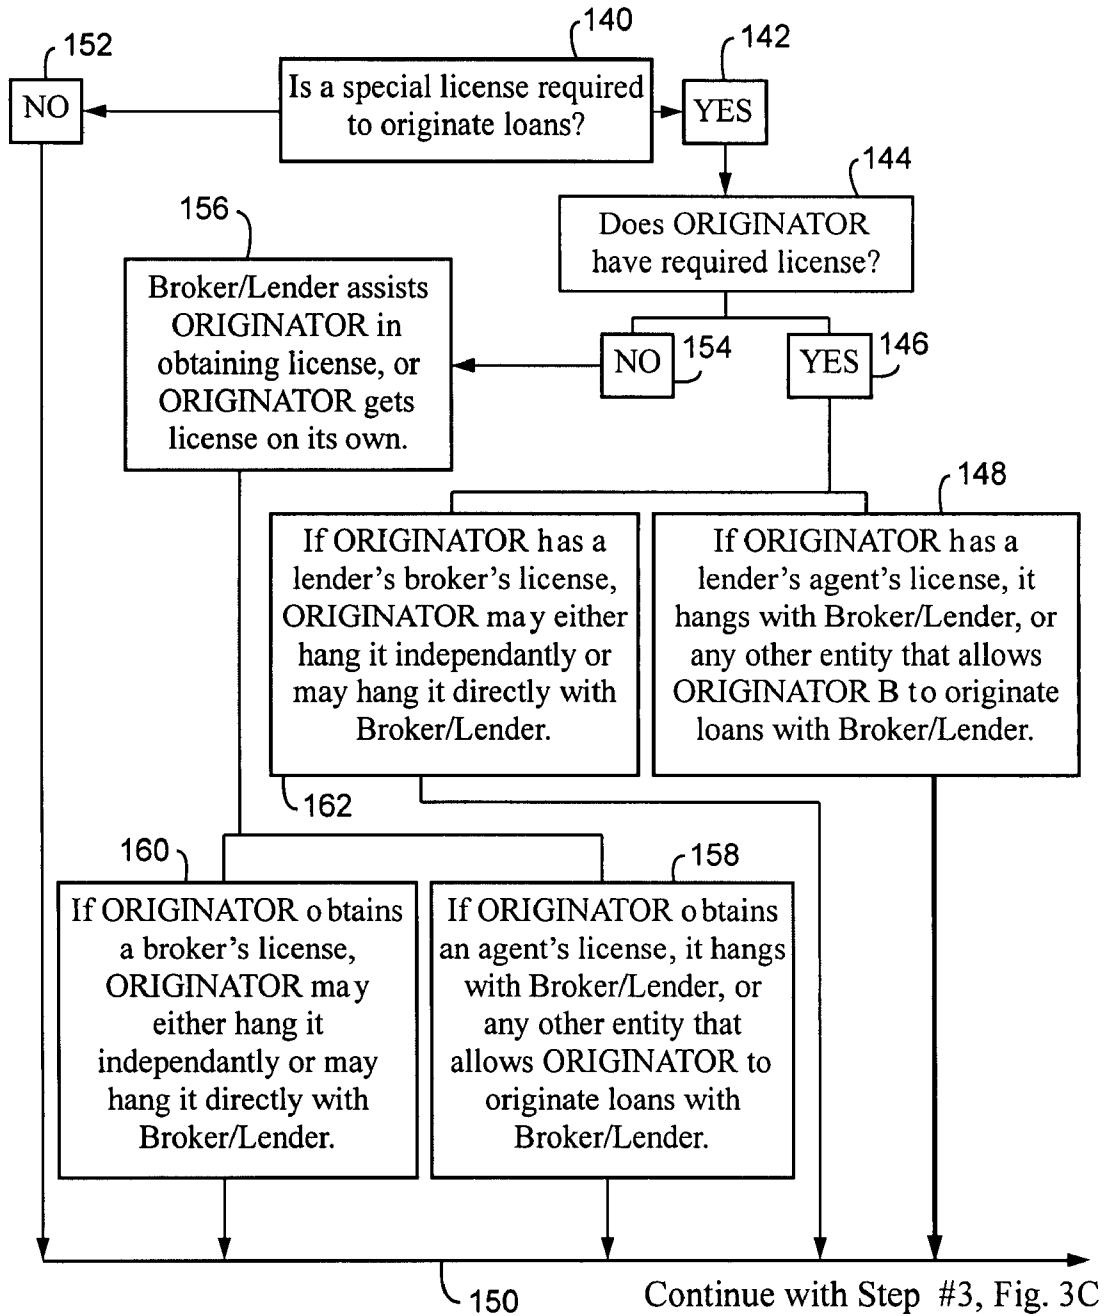 152
140
142
NO
Is a special license required
to originate loans?
YES
144
Does ORIGINATOR
have required license?
156
Broker/Lender assists
ORIGINATOR in
obtaining license, or
ORIGINATOR gets
license on its own.
NO
154
YES
146
148
If ORIGINATOR has a
lender's broker's license,
ORIGINATOR may either
hang it independantly or
may hang it directly with
Broker/Lender.
162
If ORIGINATOR has a
lender's agent's license, it
hangs with Broker/Lender, or
any other entity that allows
ORIGINATOR B to originate
loans with Broker/Lender.
160
If ORIGINATOR obtains
a broker's license,
ORIGINATOR may
either hang it
independantly or may
hang it directly with
Broker/Lender.
158
If ORIGINATOR obtains
an agent's license, it hangs
with Broker/Lender, or
any other entity that
allows ORIGINATOR to
originate loans with
Broker/Lender.
150
Continue with Step #3, Fig. 3C